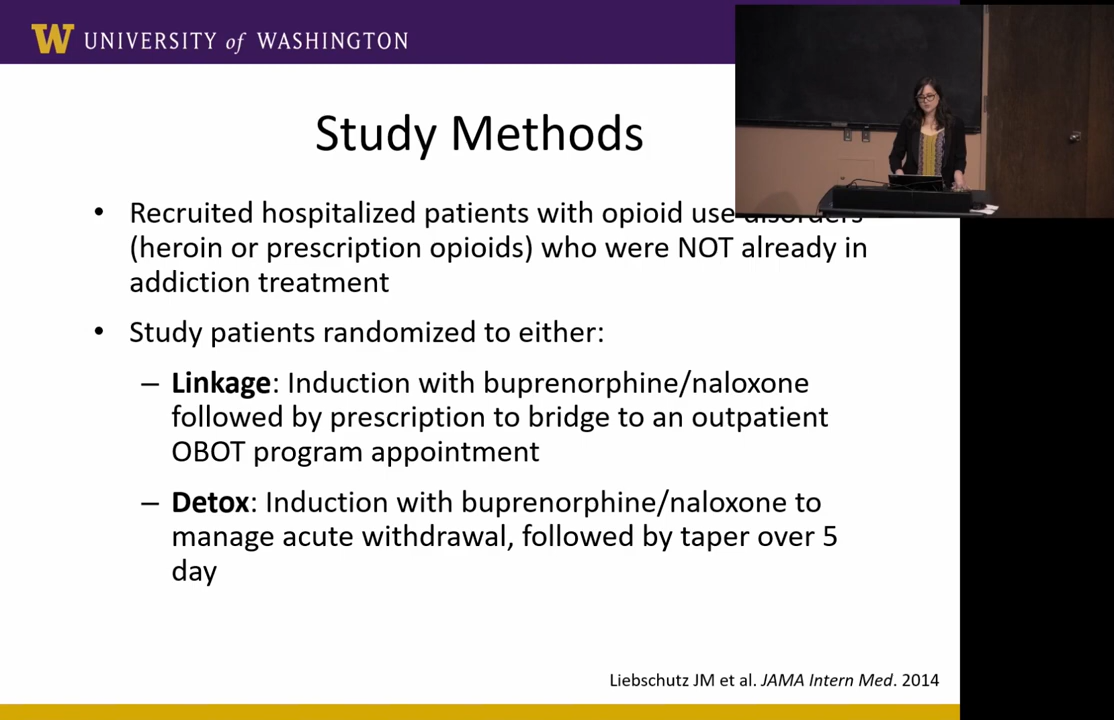 W UNIVERSITY of WASHINGTON
Study Methods
• Recruited hospitalized patients with opioid use disorders
(heroin or prescription opioids) who were NOT already in
addiction treatment
• Study patients randomized to either:
– Linkage: Induction with buprenorphine/naloxone
followed by prescription to bridge to an outpatient
OBOT program appointment
– Detox: Induction with buprenorphine/naloxone to
manage acute withdrawal, followed by taper over 5
day
Liebschutz JM et al. JAMA Intern Med. 2014